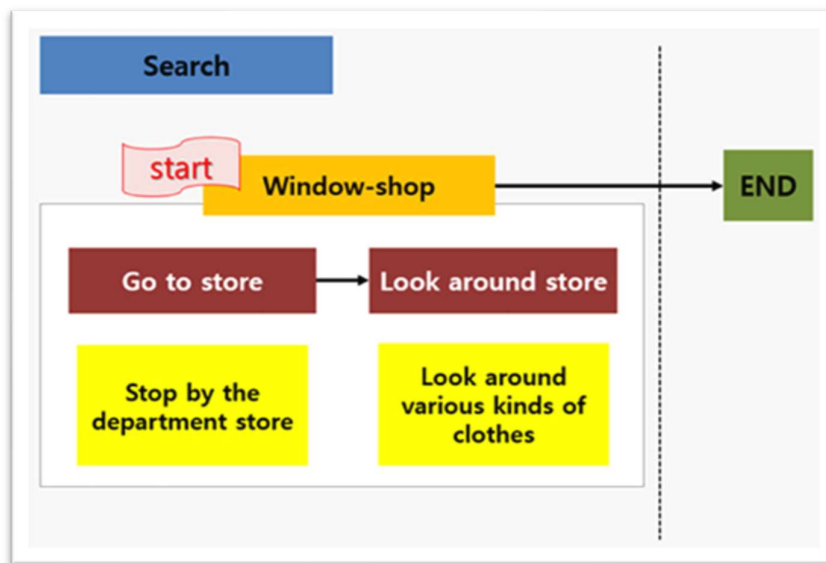 Search
start
Window-shop
END
Go to store
Look around store
Stop by the
department store
Look around
various kinds of
clothes